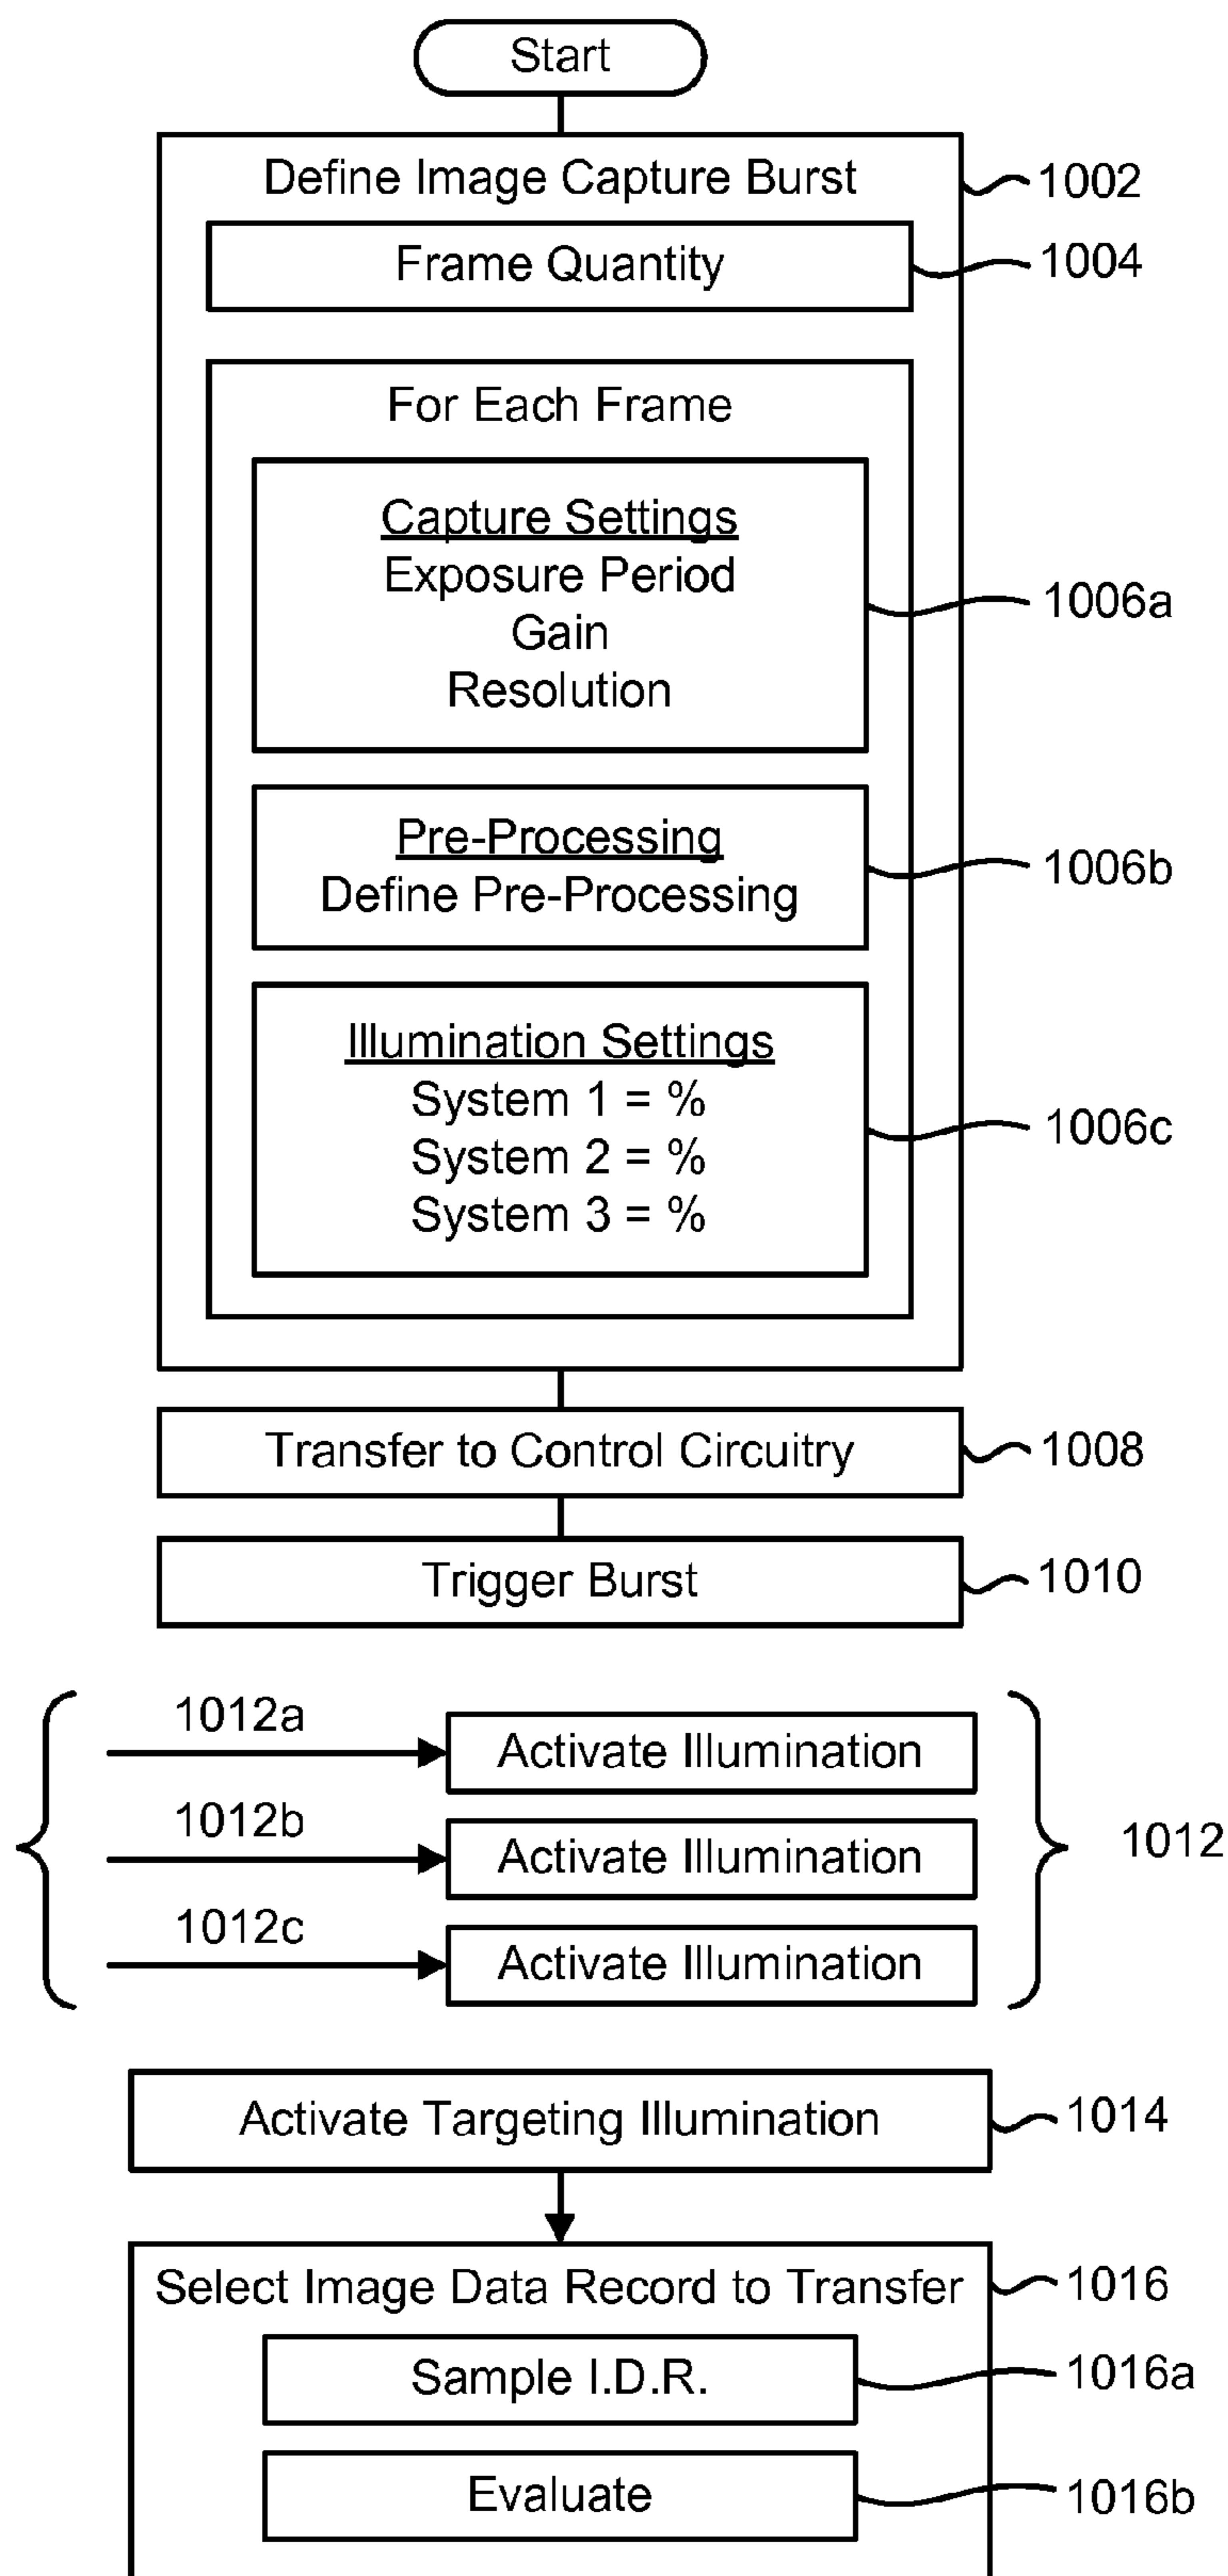 Start
Define Image Capture Burst
1002
Frame Quantity
1004
For Each Frame
Capture Settings
Exposure Period
Gain
Resolution
1006a
Pre-Processing
Define Pre-Processing
1006b
Illumination Settings
System 1 = %
System 2 = %
System 3 = %
1006c
Transfer to Control Circuitry
1008
Trigger Burst
1010
1012a
Activate Illumination
1012b
Activate Illumination
1012
1012c
Activate Illumination
Activate Targeting Illumination
1014
Select Image Data Record to Transfer
1016
Sample I.D.R.
1016a
Evaluate
1016b